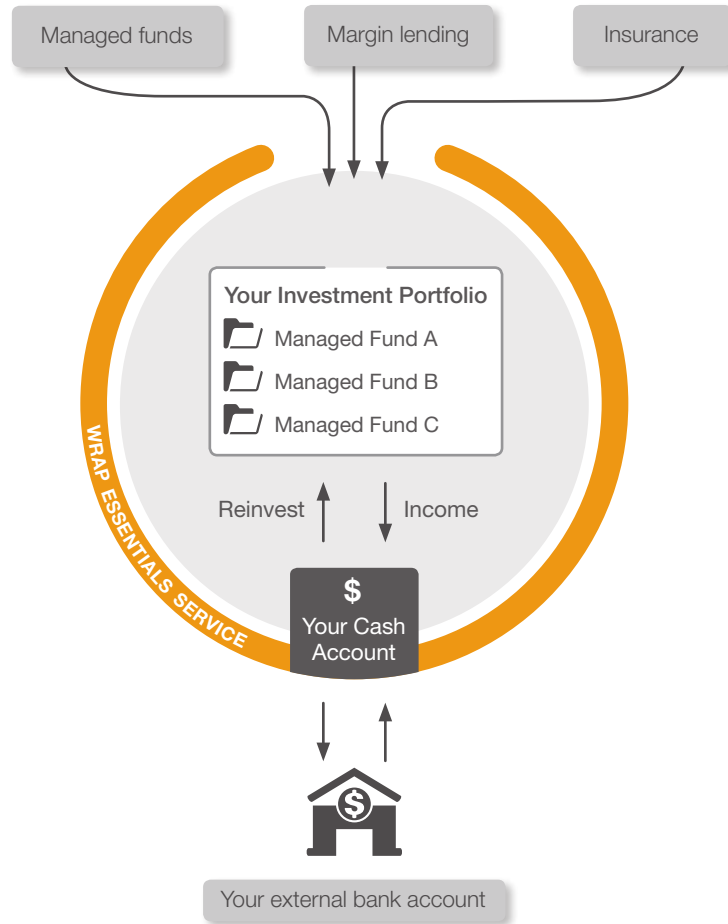 Managed funds
Margin lending
Insurance
Your Investment Portfolio
Managed Fund A
Managed Fund B
Managed Fund C
WRAP ESSENTIALS SERVICE
Reinvest
Income
$
Your Cash
Account
$
Your external bank account